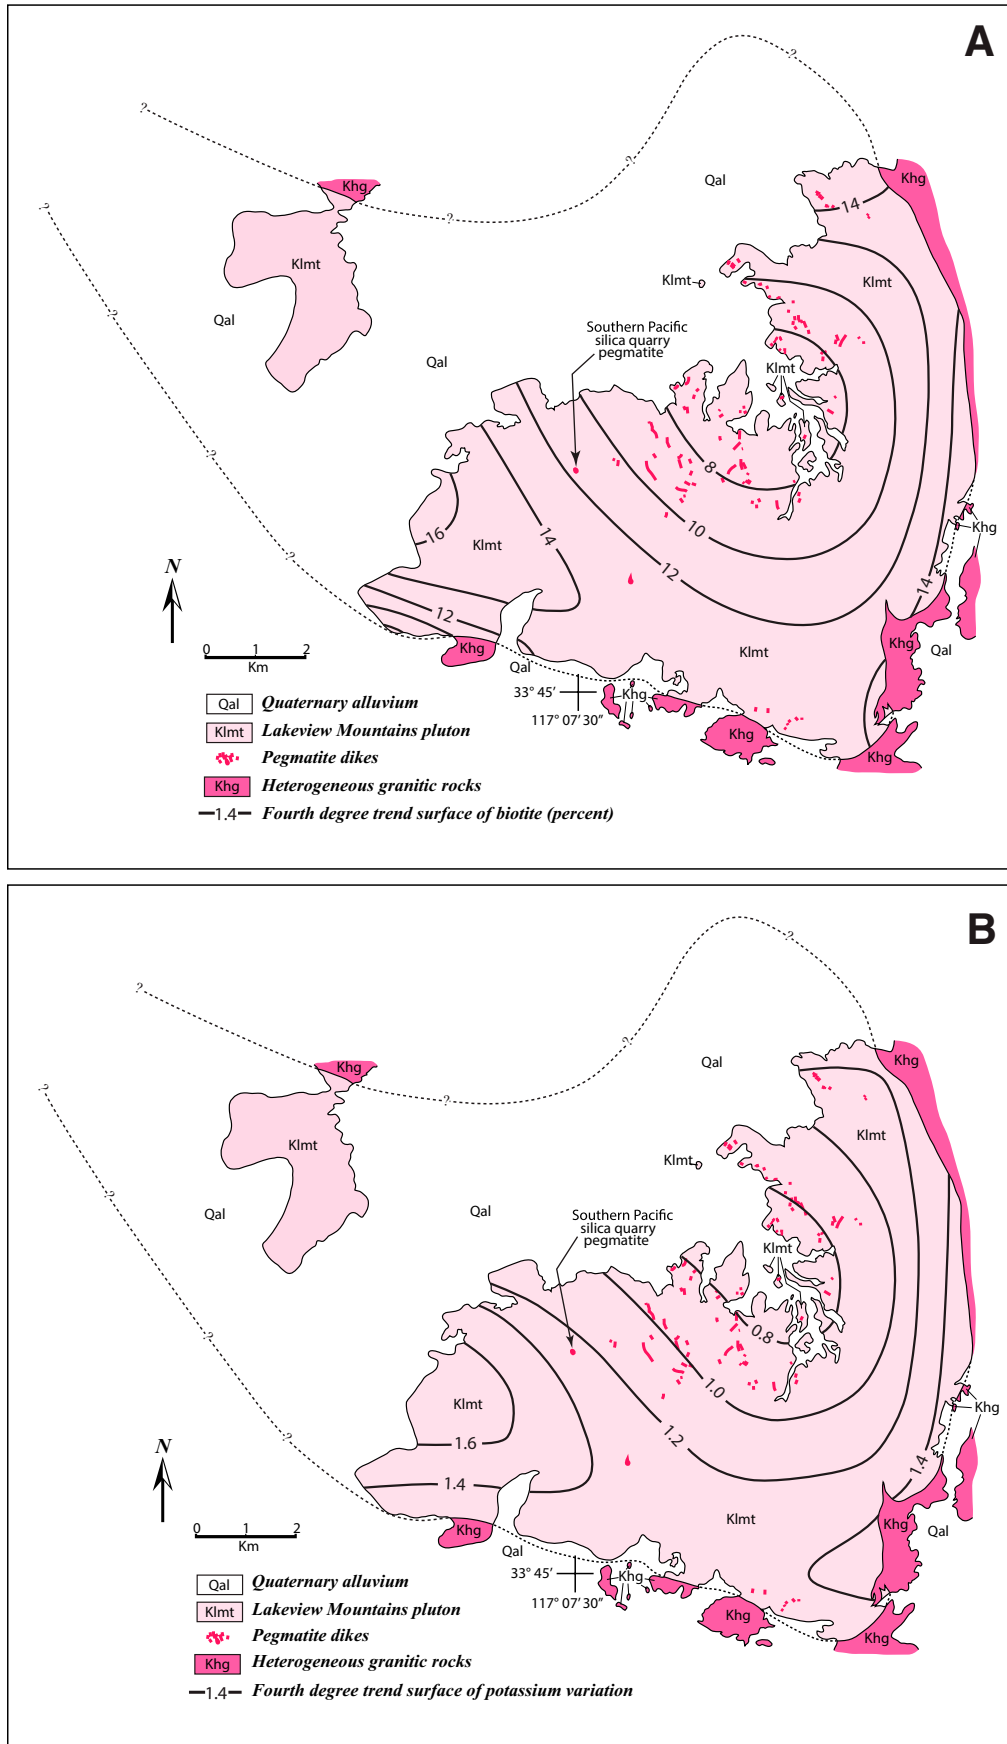 A
?
?
?
?
Khg
Khg
Qal
14
?
?
Klmt
Klmt
Klmt
?
Qal
Southern Pacific
silica quarry
pegmatite
Qal
Klmt
?
8
16
14
10
Khg
Klmt
?
12
N
14
12
Khg
Khg
Qal
Klmt
0 1 2
Km
Qal
33° 45′
Khg
117° 07′ 30″
Khg
Khg
Qal Quaternary alluvium
Klmt Lakeview Mountains pluton
Pegmatite dikes
Khg Heterogeneous granitic rocks
1.4 Fourth degree trend surface of biotite (percent)
B
?
?
?
Khg
Khg
Qal
?
?
?
Klmt
Klmt
Klmt
?
Qal
Qal
Southern Pacific
silica quarry
pegmatite
Klmt
?
0.8
1.0
Klmt
Khg
1.2
1.6
?
1.4
1.4
N
Klmt
Khg
Khg
Qal
0 1 2
Km
Qal
33° 45′
Khg
117° 07′ 30″
Khg
Khg
Qal Quaternary alluvium
Klmt Lakeview Mountains pluton
Pegmatite dikes
Khg Heterogeneous granitic rocks
1.4 Fourth degree trend surface of potassium variation